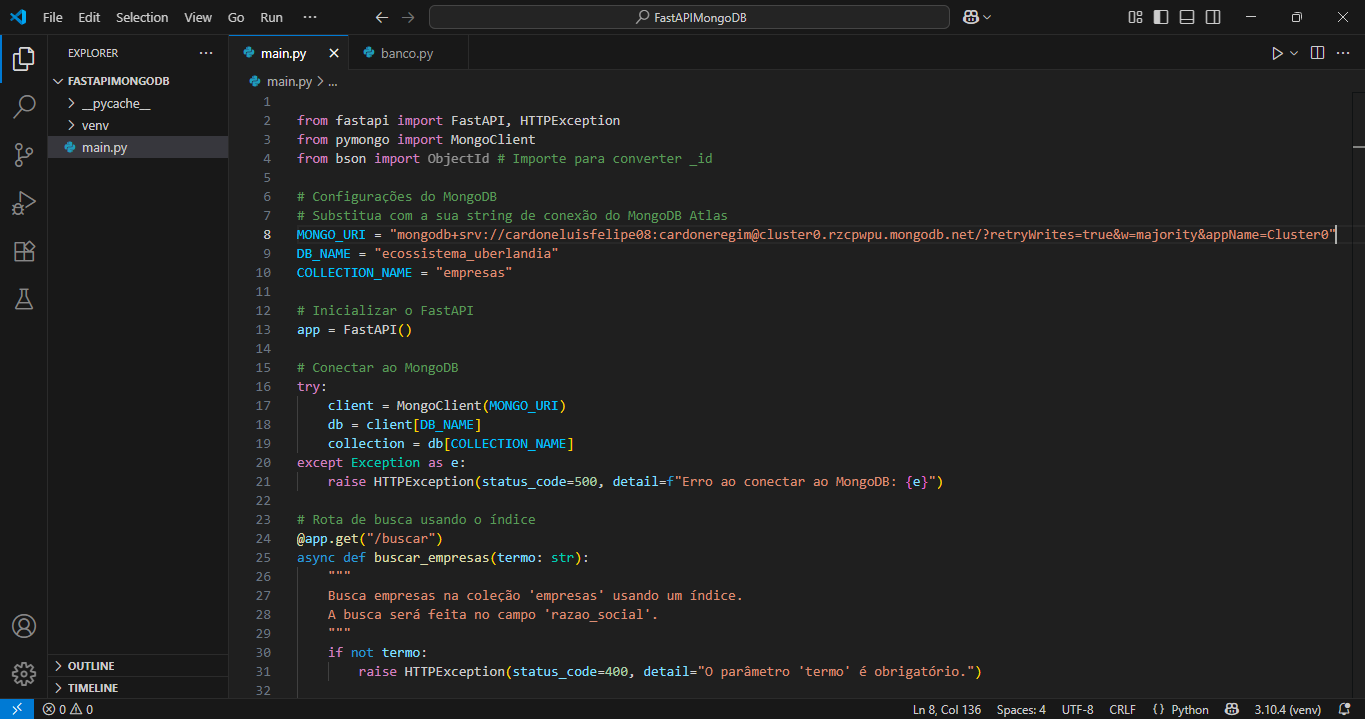 File Edit Selection View Go Run ··· FastAPIMongoDB
EXPLORER ···
FASTAPIMONGODB
__pycache__
venv
main.py
main.py banco.py
main.py > ...
1
2 from fastapi import FastAPI, HTTPException
3 from pymongo import MongoClient
4 from bson import ObjectId # Importe para converter _id
5
6 # Configurações do MongoDB
7 # Substitua com a sua string de conexão do MongoDB Atlas
8 MONGO_URI = "mongodb+srv://cardoneluisfelipe08:cardoneregim@cluster0.rzcpwpu.mongodb.net/?retryWrites=true&w=majority&appName=Cluster0"
9 DB_NAME = "ecossistema_uberlandia"
10 COLLECTION_NAME = "empresas"
11
12 # Inicializar o FastAPI
13 app = FastAPI()
14
15 # Conectar ao MongoDB
16 try:
17 client = MongoClient(MONGO_URI)
18 db = client[DB_NAME]
19 collection = db[COLLECTION_NAME]
20 except Exception as e:
21 raise HTTPException(status_code=500, detail=f"Erro ao conectar ao MongoDB: {e}")
22
23 # Rota de busca usando o índice
24 @app.get("/buscar")
25 async def buscar_empresas(termo: str):
26 """
27 Busca empresas na coleção 'empresas' usando um índice.
28 A busca será feita no campo 'razao_social'.
29 """
30 if not termo:
31 raise HTTPException(status_code=400, detail="O parâmetro 'termo' é obrigatório.")
32
OUTLINE
TIMELINE
0 0 Ln 8, Col 136 Spaces: 4 UTF-8 CRLF {} Python 3.10.4 (venv)